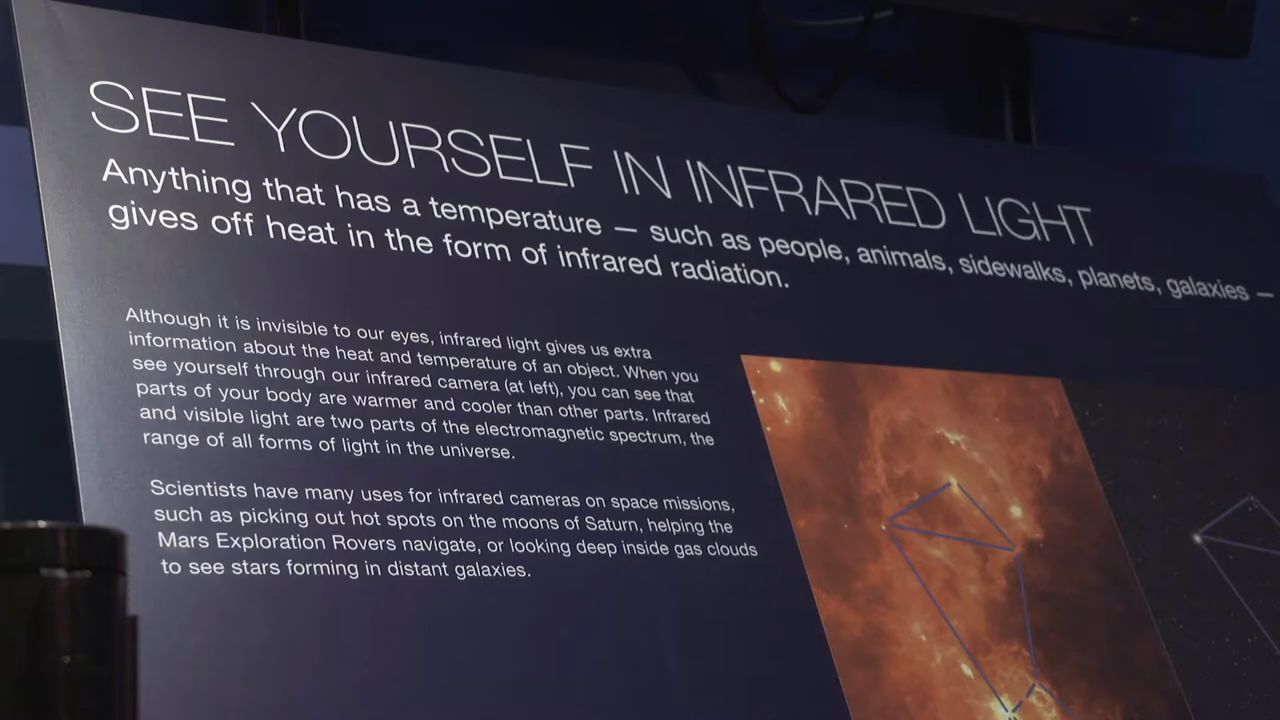 SEE YOURSELF IN INFRARED LIGHT
Anything that has a temperature — such as people, animals, sidewalks, planets, galaxies —
gives off heat in the form of infrared radiation.
Although it is invisible to our eyes, infrared light gives us extra
information about the heat and temperature of an object. When you
see yourself through our infrared camera (at left), you can see that
parts of your body are warmer and cooler than other parts. Infrared
and visible light are two parts of the electromagnetic spectrum, the
range of all forms of light in the universe.
Scientists have many uses for infrared cameras on space missions,
such as picking out hot spots on the moons of Saturn, helping the
Mars Exploration Rovers navigate, or looking deep inside gas clouds
to see stars forming in distant galaxies.